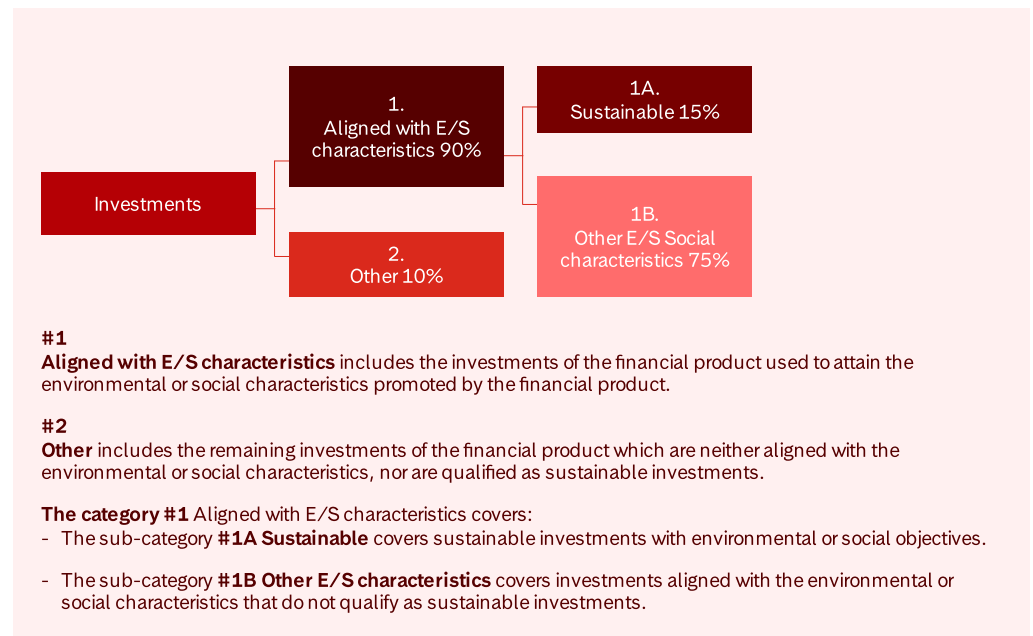 Investments
1.
Aligned with E/S
characteristics 90%
2.
Other 10%
1A.
Sustainable 15%
1B.
Other E/S Social
characteristics 75%
#1
Aligned with E/S characteristics includes the investments of the financial product used to attain the
environmental or social characteristics promoted by the financial product.
#2
Other includes the remaining investments of the financial product which are neither aligned with the
environmental or social characteristics, nor are qualified as sustainable investments.
The category #1 Aligned with E/S characteristics covers:
- The sub-category #1A Sustainable covers sustainable investments with environmental or social objectives.
- The sub-category #1B Other E/S characteristics covers investments aligned with the environmental or
social characteristics that do not qualify as sustainable investments.